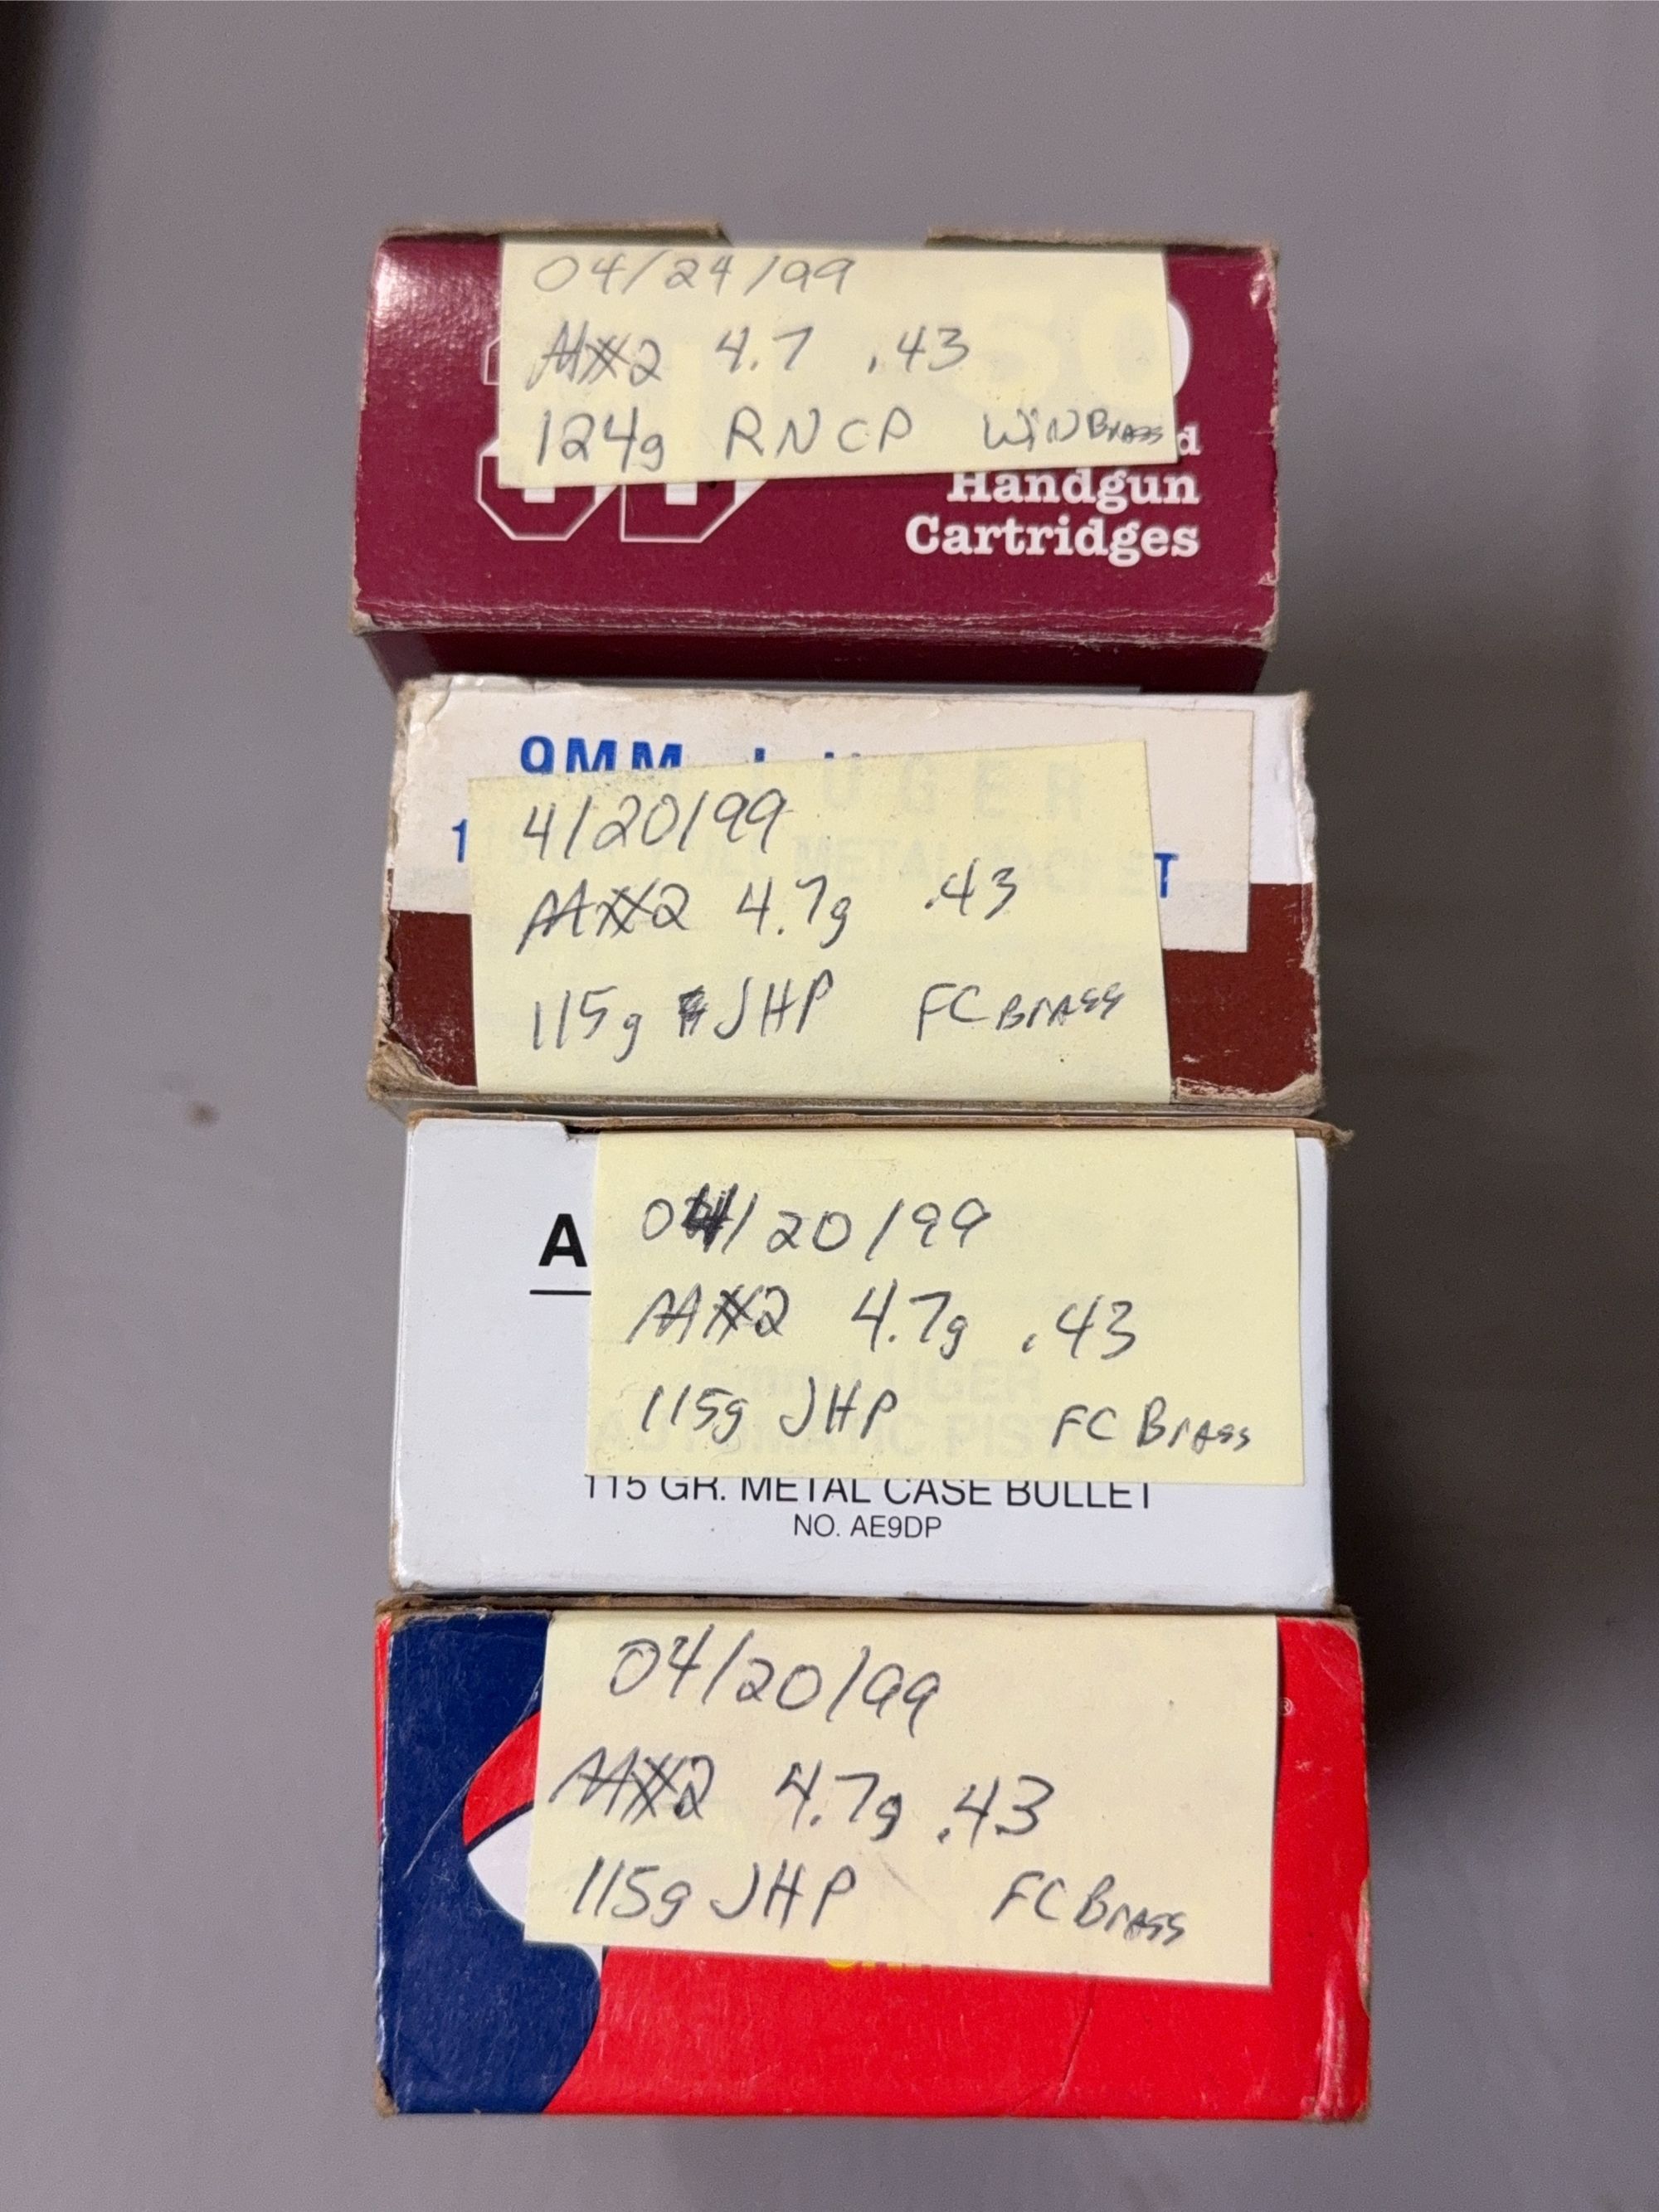 04/24/99
AA#2 4.7 .43
124g RNCP WIN Brass
Handgun
Cartridges
9MM LUGER
4/20/99
AA#2 4.7g .43
115g JHP FC Brass
A
04/20/99
AA#2 4.7g .43
115g JHP FC Brass
115 GR. METAL CASE BULLET
NO. AE9DP
04/20/99
AA#2 4.7g .43
115g JHP FC Brass